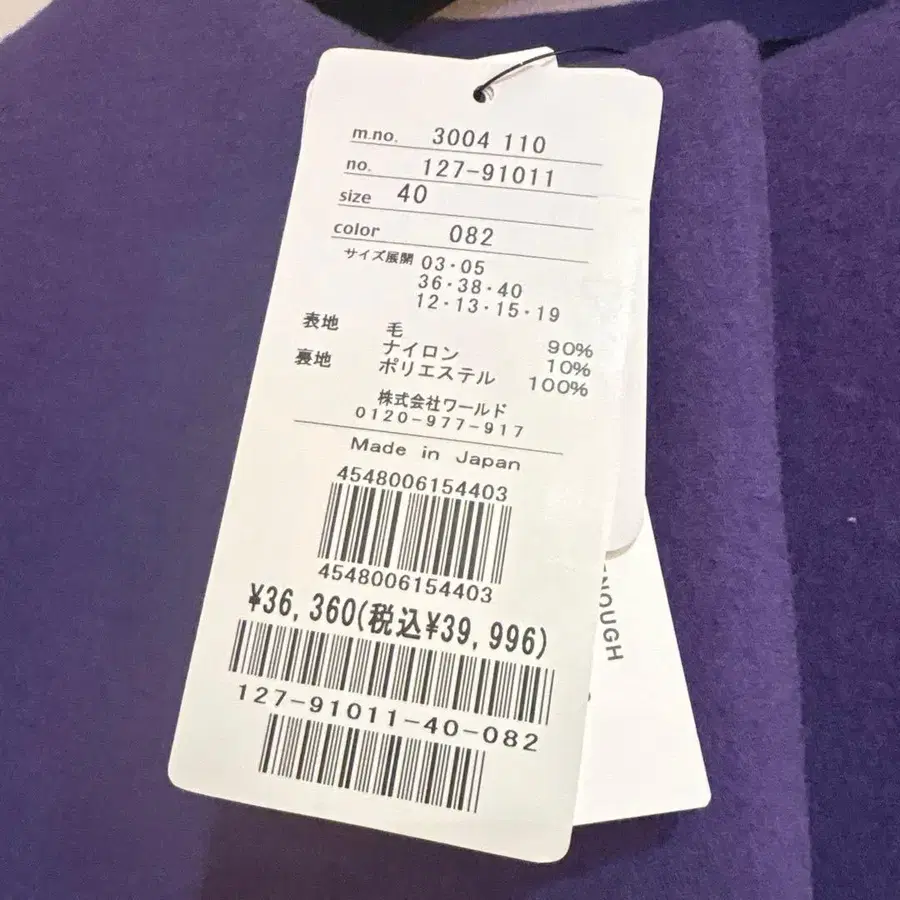 m.no. 3004 110
no. 127-91011
size 40
color 082
サイズ展開 03・05
36・38・40
12・13・15・19
表地 毛 90%
ナイロン 10%
裏地 ポリエステル 100%
株式会社ワールド
0120-977-917
Made in Japan
4548006154403
4548006154403
¥36,360(税込¥39,996)
127-91011-40-082